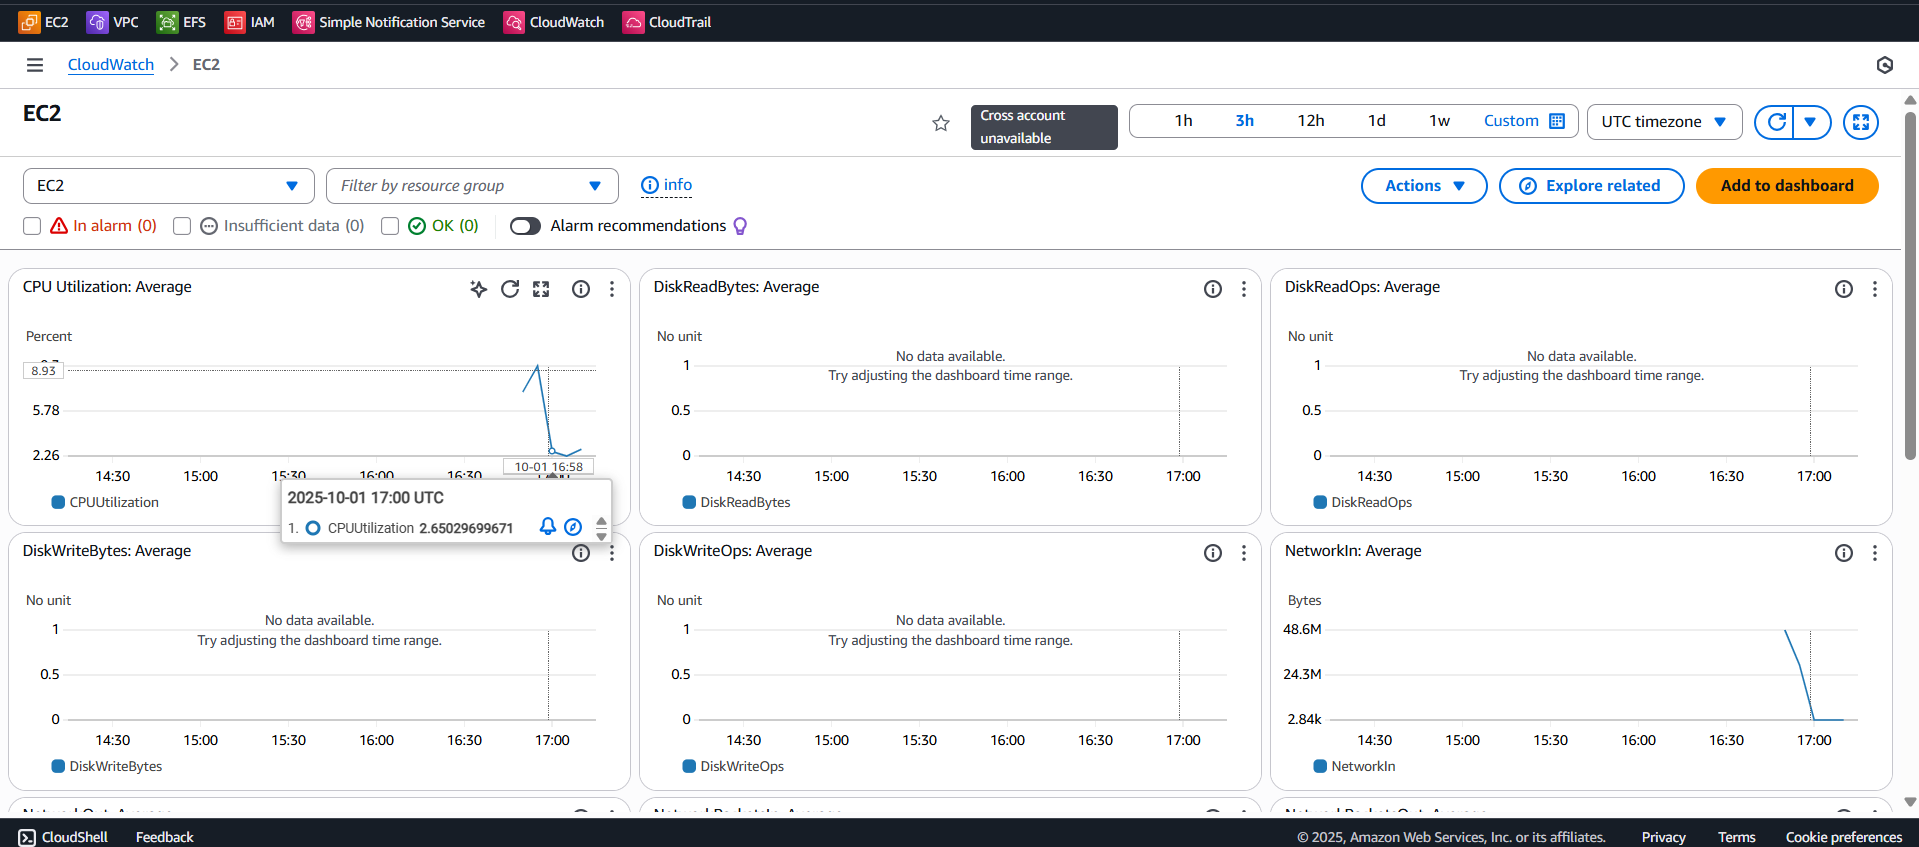 EC2 VPC EFS IAM Simple Notification Service CloudWatch CloudTrail
CloudWatch EC2
EC2
Cross account
unavailable
1h 3h 12h 1d 1w Custom
UTC timezone
EC2
Filter by resource group
info
Actions
Explore related
Add to dashboard
In alarm (0)
Insufficient data (0)
OK (0)
Alarm recommendations
CPU Utilization: Average
Percent
8.93
5.78
2.26
14:30 15:00 15:30 16:00 16:30
10-01 16:58
CPUUtilization
2025-10-01 17:00 UTC
1. CPUUtilization 2.65029699671
DiskReadBytes: Average
No unit
No data available.
Try adjusting the dashboard time range.
1
0.5
0
14:30 15:00 15:30 16:00 16:30 17:00
DiskReadBytes
DiskReadOps: Average
No unit
No data available.
Try adjusting the dashboard time range.
1
0.5
0
14:30 15:00 15:30 16:00 16:30 17:00
DiskReadOps
DiskWriteBytes: Average
No unit
No data available.
Try adjusting the dashboard time range.
1
0.5
0
14:30 15:00 15:30 16:00 16:30 17:00
DiskWriteBytes
DiskWriteOps: Average
No unit
No data available.
Try adjusting the dashboard time range.
1
0.5
0
14:30 15:00 15:30 16:00 16:30 17:00
DiskWriteOps
NetworkIn: Average
Bytes
48.6M
24.3M
2.84k
14:30 15:00 15:30 16:00 16:30 17:00
NetworkIn
CloudShell Feedback
© 2025, Amazon Web Services, Inc. or its affiliates. Privacy Terms Cookie preferences